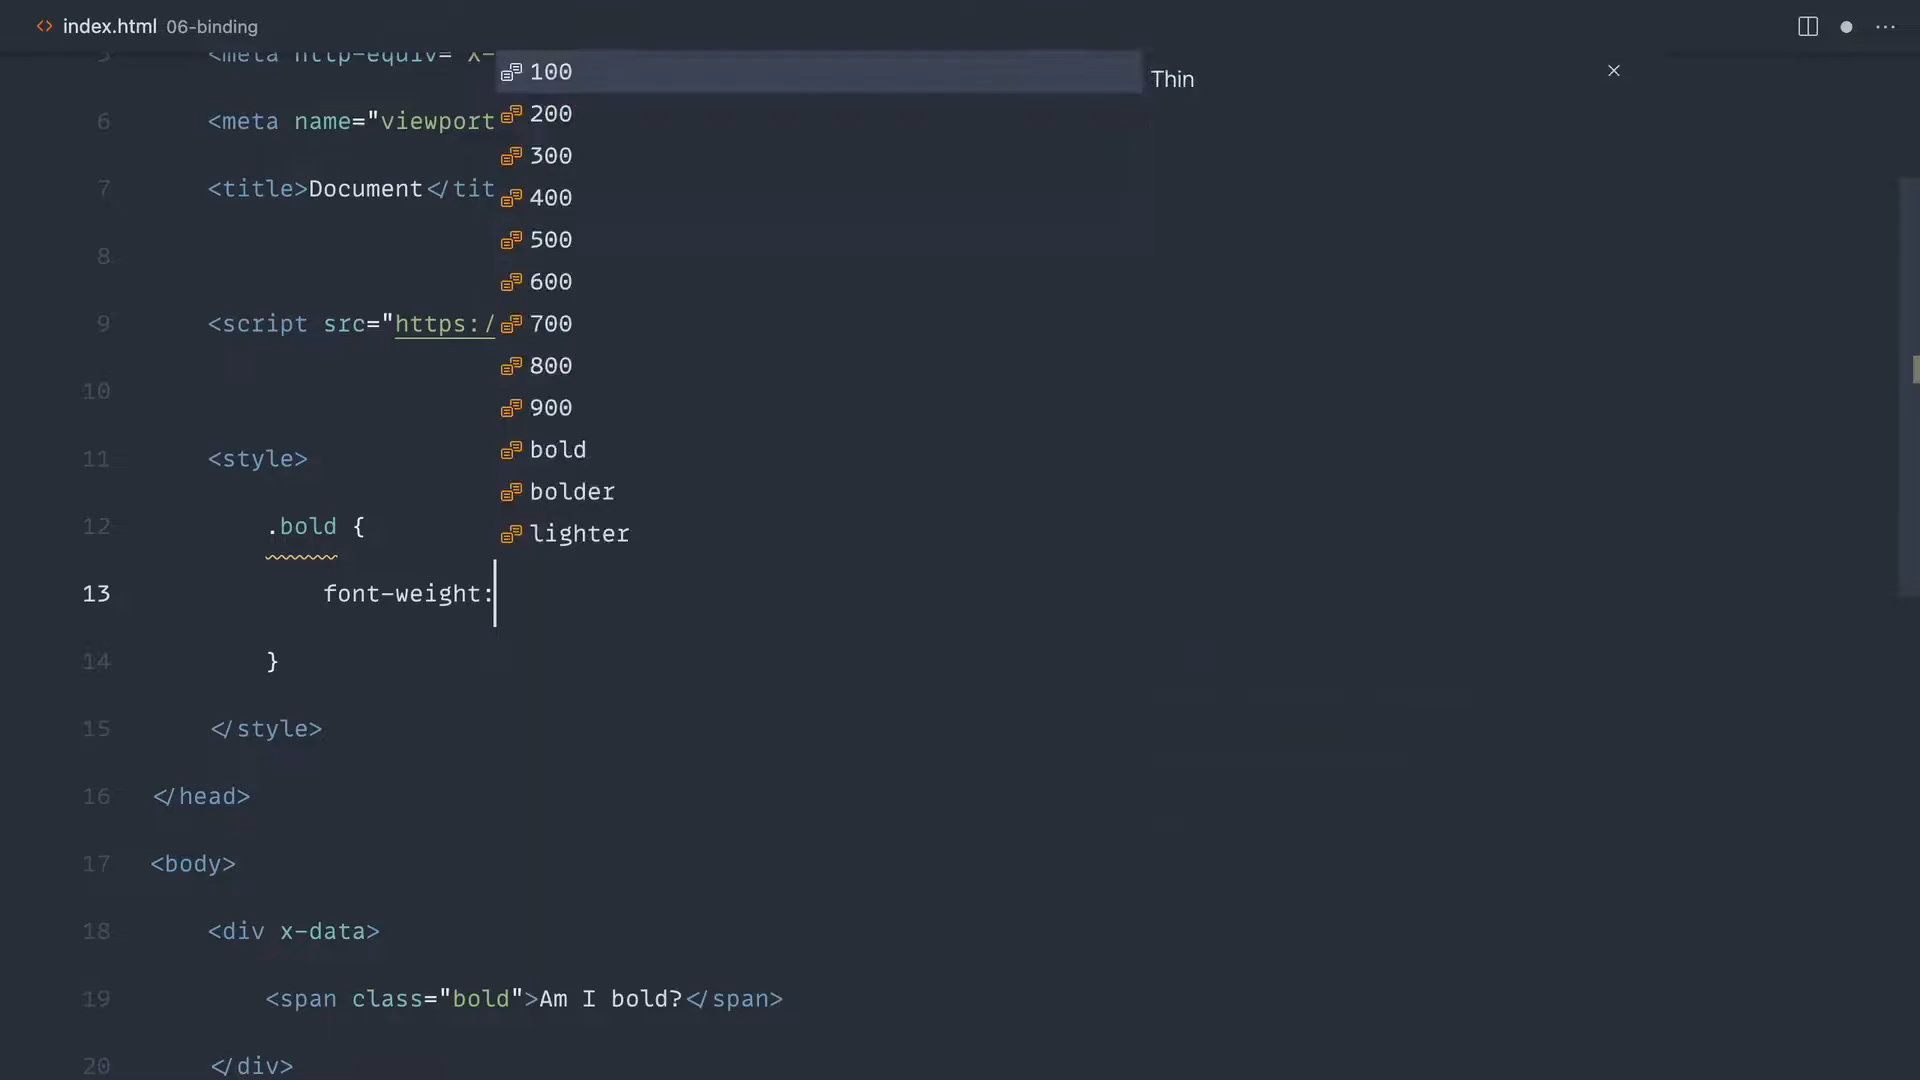 index.html 06-binding
5 <meta http-equiv="X-
6 <meta name="viewport
7 <title>Document</tit
8
9 <script src="https:/
10
11 <style>
12 .bold {
13 font-weight:
14 }
15 </style>
16 </head>
17 <body>
18 <div x-data>
19 <span class="bold">Am I bold?</span>
20 </div>
100 Thin
200
300
400
500
600
700
800
900
bold
bolder
lighter